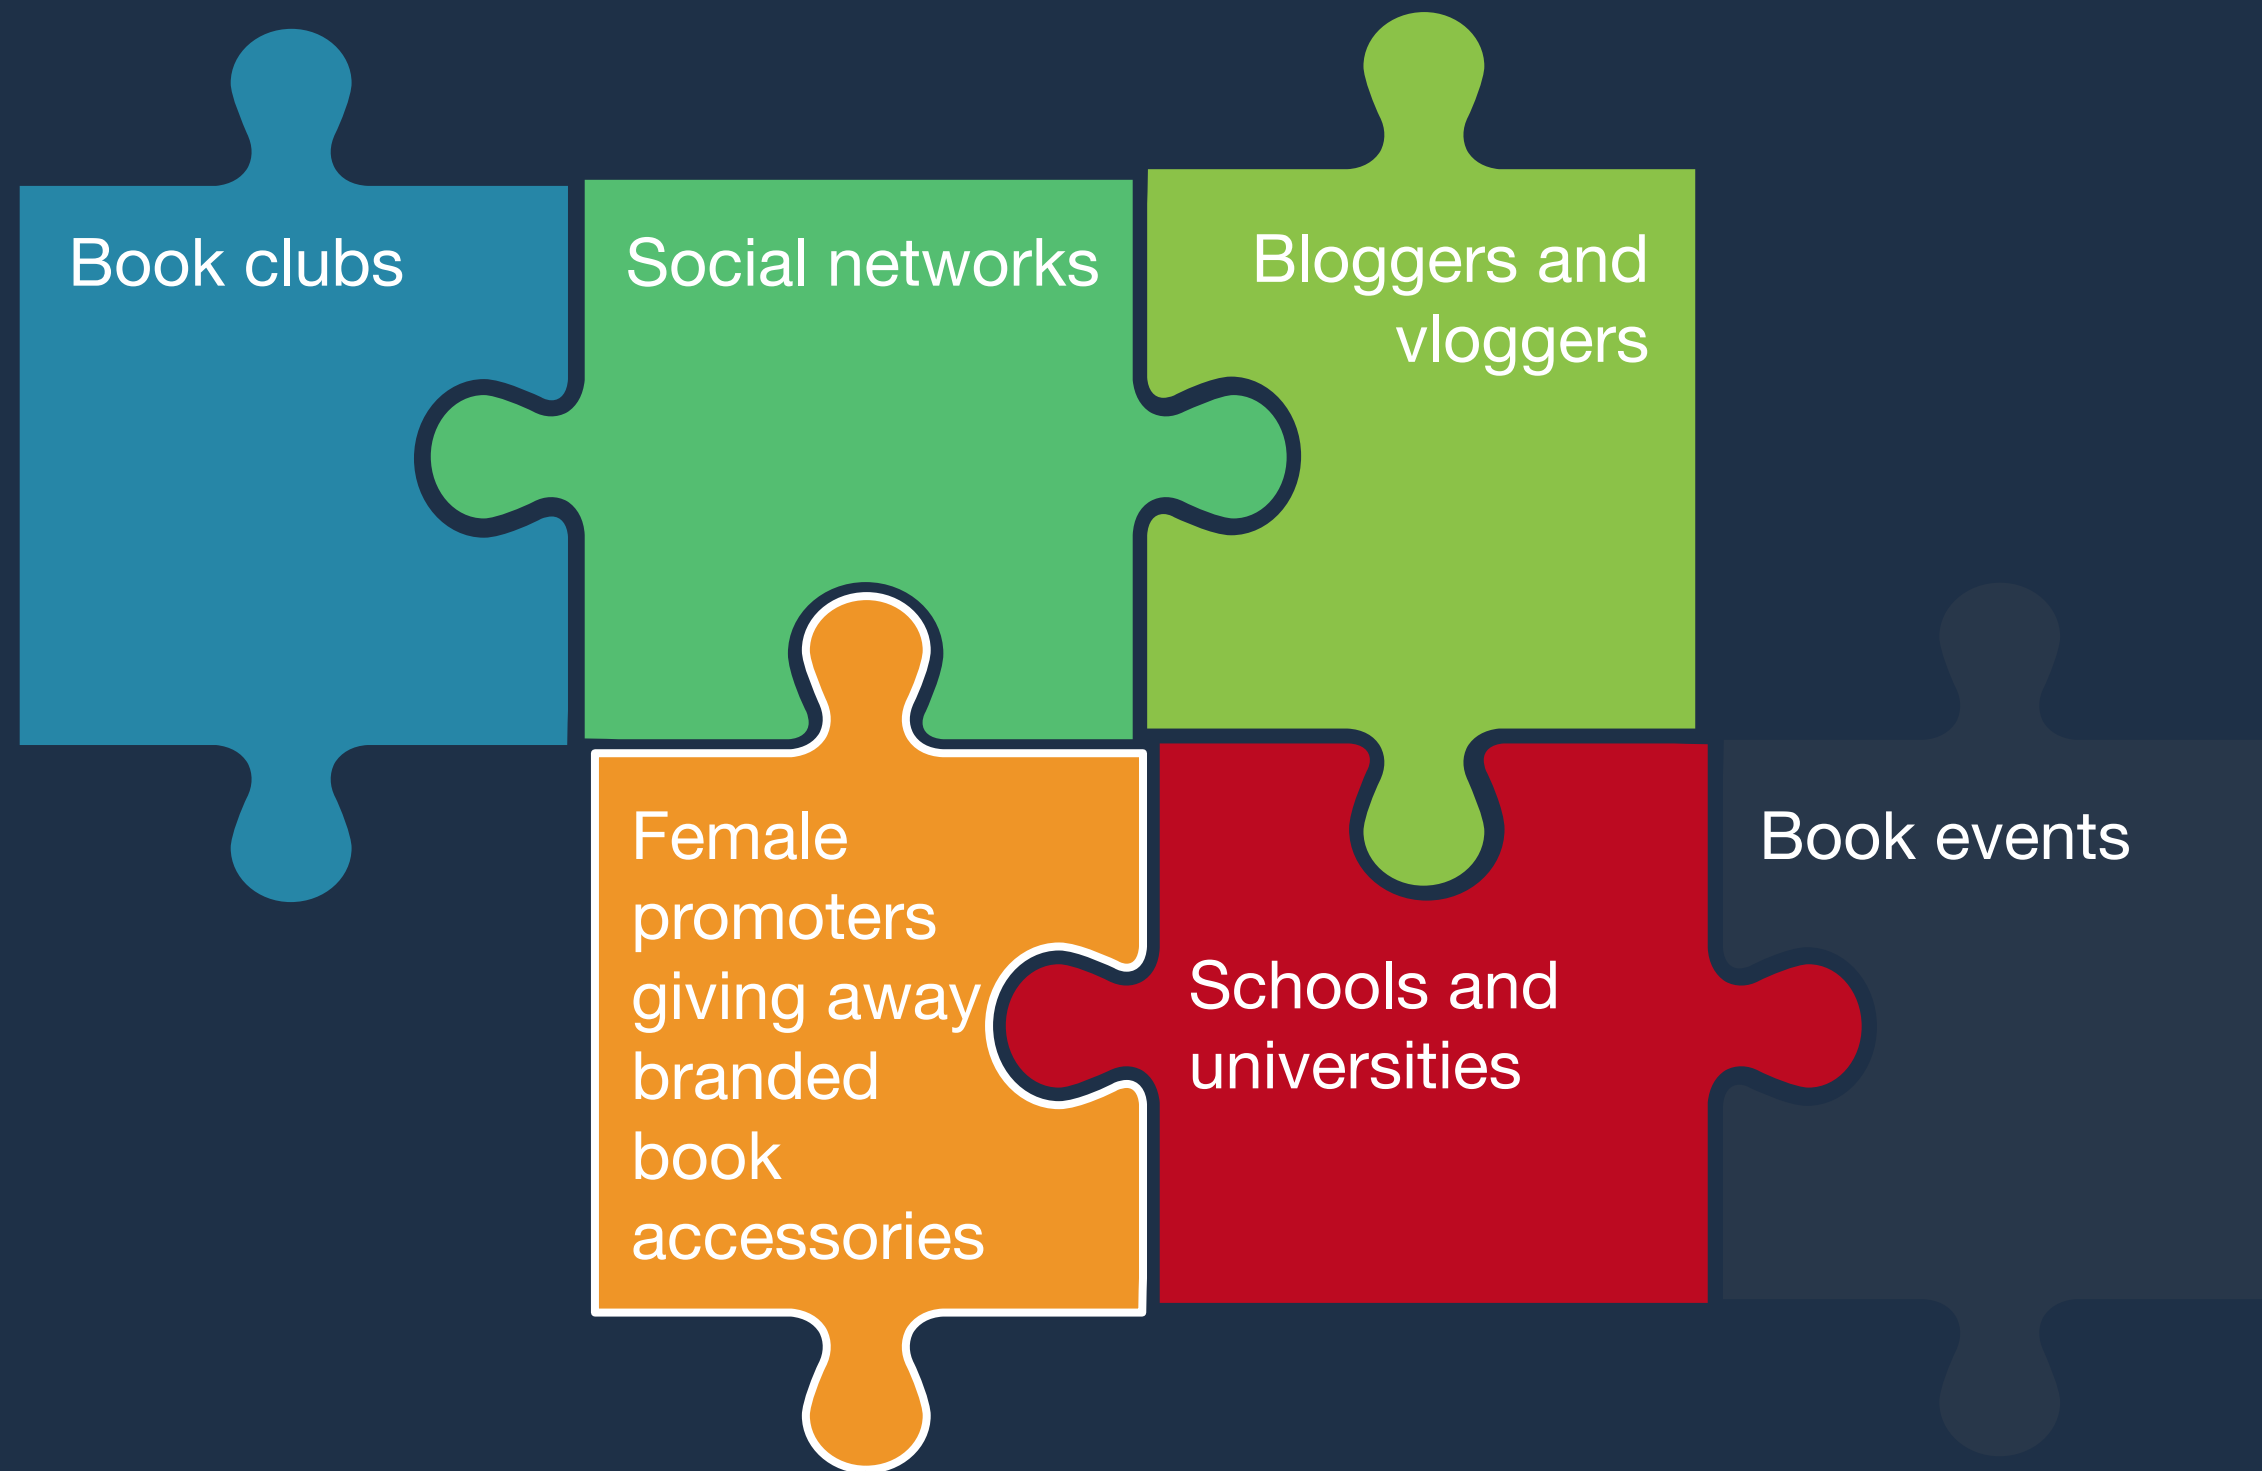 Book clubs
Social networks
Bloggers and
vloggers
Female
promoters
giving away
branded
book
accessories
Schools and
universities
Book events